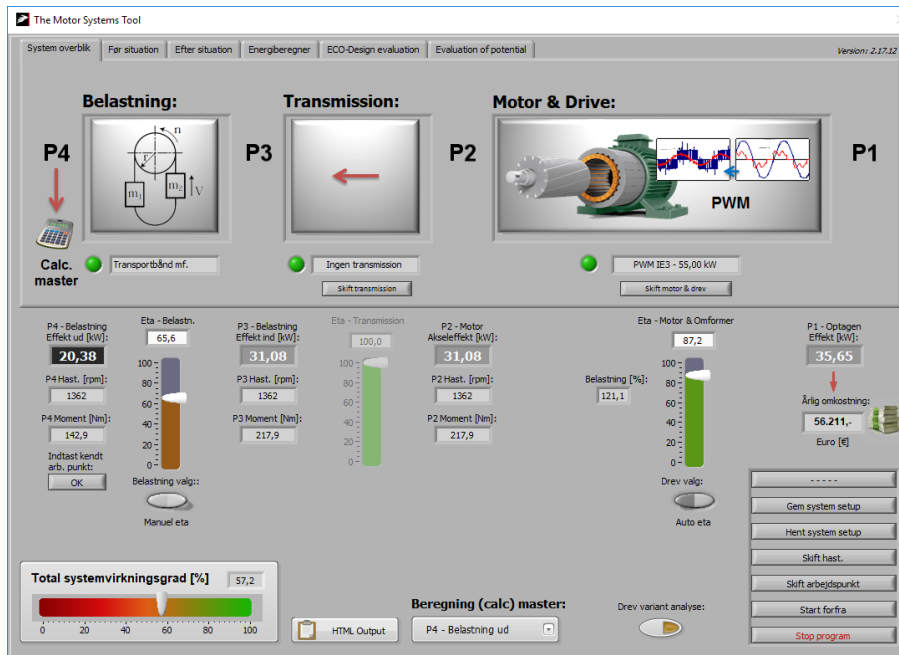 The Motor Systems Tool
System overblik
Før situation
Efter situation
Energiberegner
ECO-Design evaluation
Evaluation of potential
Version: 2.17.12
Belastning:
Transmission:
Motor & Drive:
P4
P3
P2
P1
n
r
m1
m2
V
PWM
Calc.
master
Transportbånd mf.
Ingen transmission
PWM IE3 - 55,00 kW
Skift transmission
Skift motor & drev
P4 - Belastning
Effekt ud [kW]:
20,38
P4 Hast. [rpm]:
1362
P4 Moment [Nm]:
142,9
Indtast kendt
arb. punkt:
OK
Eta - Belastn.
65,6
100
80
60
40
20
0
Belastning valg::
Manuel eta
P3 - Belastning
Effekt ind [kW]:
31,08
P3 Hast. [rpm]:
1362
P3 Moment [Nm]:
217,9
Eta - Transmission
100,0
100
80
60
40
20
0
P2 - Motor
Akseleffekt [kW]:
31,08
P2 Hast. [rpm]:
1362
P2 Moment [Nm]:
217,9
Belastning [%]:
121,1
Eta - Motor & Omformer
87,2
100
80
60
40
20
0
Drev valg:
Auto eta
P1 - Optagen
Effekt [kW]:
35,65
Årlig omkostning:
56.211,-
Euro [€]
- - - - -
Gem system setup
Hent system setup
Skift hast.
Skift arbejdspunkt
Start forfra
Stop program
Total systemvirkningsgrad [%]
57,2
0 20 40 60 80 100
HTML Output
Beregning (calc) master:
P4 - Belastning ud
Drev variant analyse: